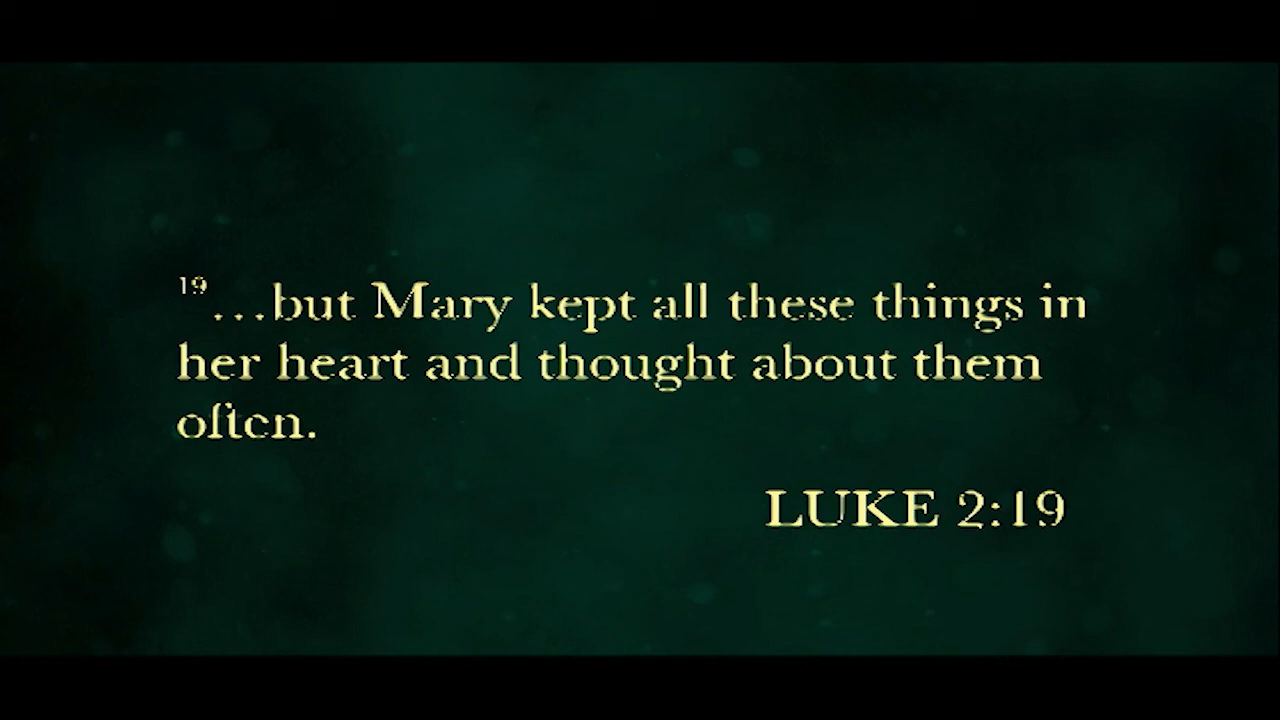 19...but Mary kept all these things in
her heart and thought about them
often.
LUKE 2:19